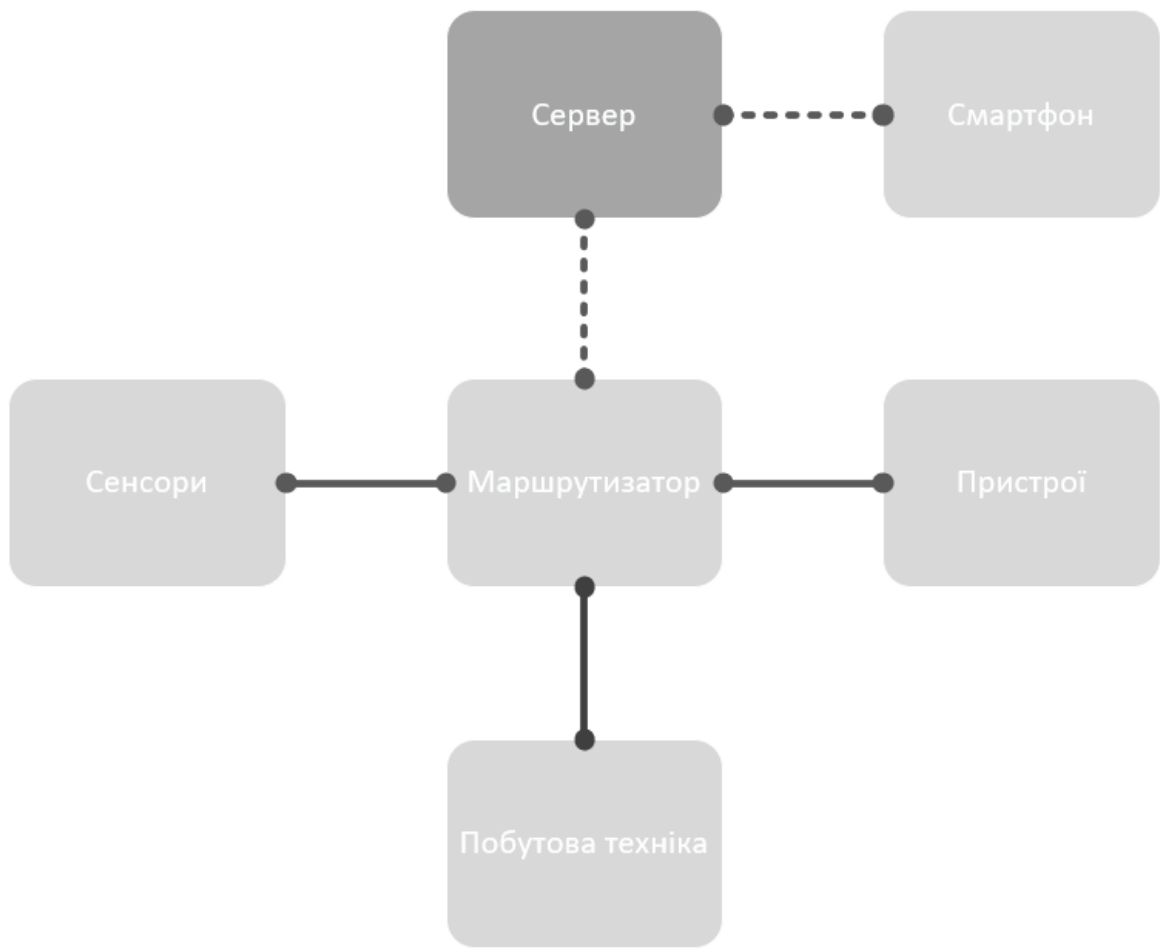 Сервер
Смартфон
Сенсори
Маршрутизатор
Пристрої
Побутова техніка